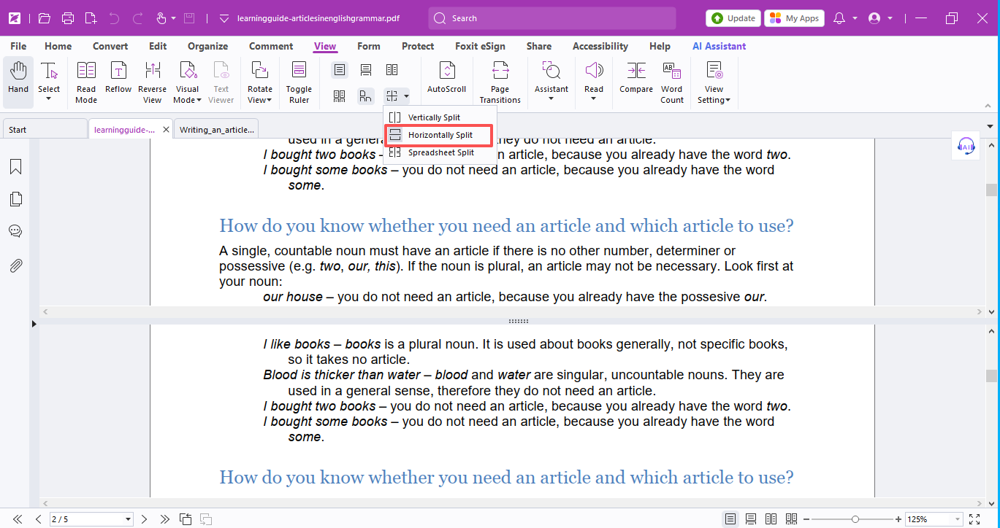 learningguide-articlesinenglishgrammar.pdf
Search
Update
My Apps
File Home Convert Edit Organize Comment View Form Protect Foxit eSign Share Accessibility Help AI Assistant
Hand Select Read Mode Reflow Reverse View Visual Mode Text Viewer Rotate View Toggle Ruler AutoScroll Page Transitions Assistant Read Compare Word Count View Setting
Vertically Split
Horizontally Split
Spreadsheet Split
Start learningguide-... Writing_an_article...
AI
used in a genera hey do not need an article.
I bought two books – n article, because you already have the word two.
I bought some books – you do not need an article, because you already have the word
some.
How do you know whether you need an article and which article to use?
A single, countable noun must have an article if there is no other number, determiner or
possessive (e.g. two, our, this). If the noun is plural, an article may not be necessary. Look first at
your noun:
our house – you do not need an article, because you already have the possesive our.
I like books – books is a plural noun. It is used about books generally, not specific books,
so it takes no article.
Blood is thicker than water – blood and water are singular, uncountable nouns. They are
used in a general sense, therefore they do not need an article.
I bought two books – you do not need an article, because you already have the word two.
I bought some books – you do not need an article, because you already have the word
some.
How do you know whether you need an article and which article to use?
2 / 5
125%